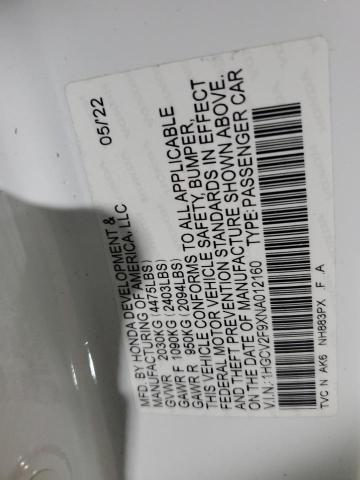 MFD. BY HONDA DEVELOPMENT & 05/22
MANUFACTURING OF AMERICA, LLC
GVWR 2030KG (4475LBS)
GAWR F 1090KG (2403LBS)
GAWR R 950KG (2094LBS)
THIS VEHICLE CONFORMS TO ALL APPLICABLE
FEDERAL MOTOR VEHICLE SAFETY, BUMPER,
AND THEFT PREVENTION STANDARDS IN EFFECT
ON THE DATE OF MANUFACTURE SHOWN ABOVE.
V.I.N.: 1HGCV2F9XNA012160 TYPE: PASSENGER CAR
TVC N AK6 NH883PX .F .A